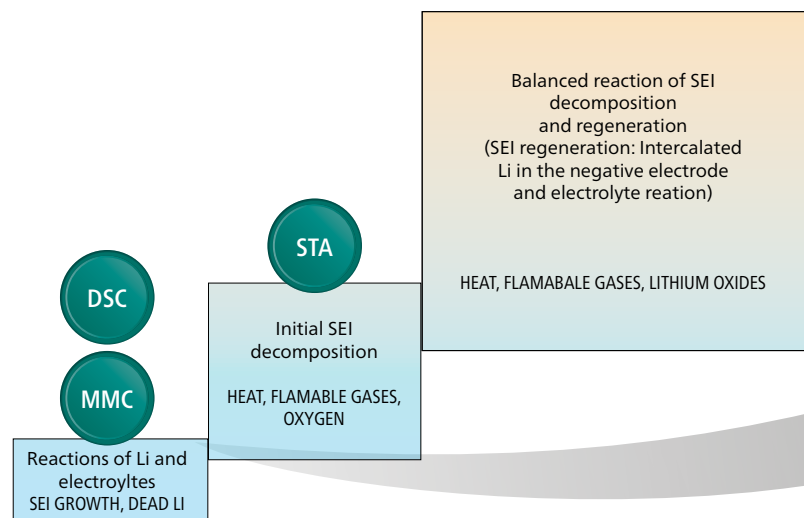 DSC
MMC
Reactions of Li and
electroyltes
SEI GROWTH, DEAD LI
STA
Initial SEI
decomposition
HEAT, FLAMABLE GASES,
OXYGEN
Balanced reaction of SEI
decomposition
and regeneration
(SEI regeneration: Intercalated
Li in the negative electrode
and electrolyte reation)
HEAT, FLAMABALE GASES, LITHIUM OXIDES